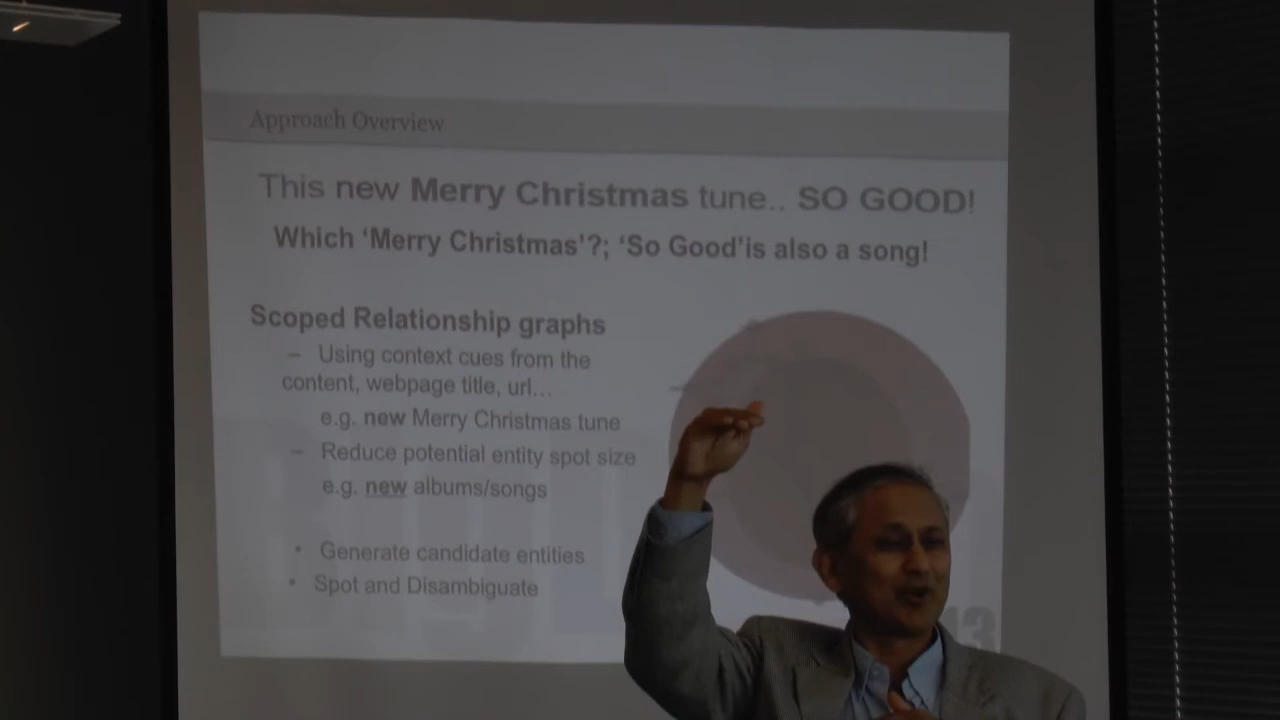 Approach Overview
This new Merry Christmas tune.. SO GOOD!
Which ‘Merry Christmas’?; ‘So Good’is also a song!
Scoped Relationship graphs
– Using context cues from the
content, webpage title, url…
e.g. new Merry Christmas tune
– Reduce potential entity spot size
e.g. new albums/songs
• Generate candidate entities
• Spot and Disambiguate
13